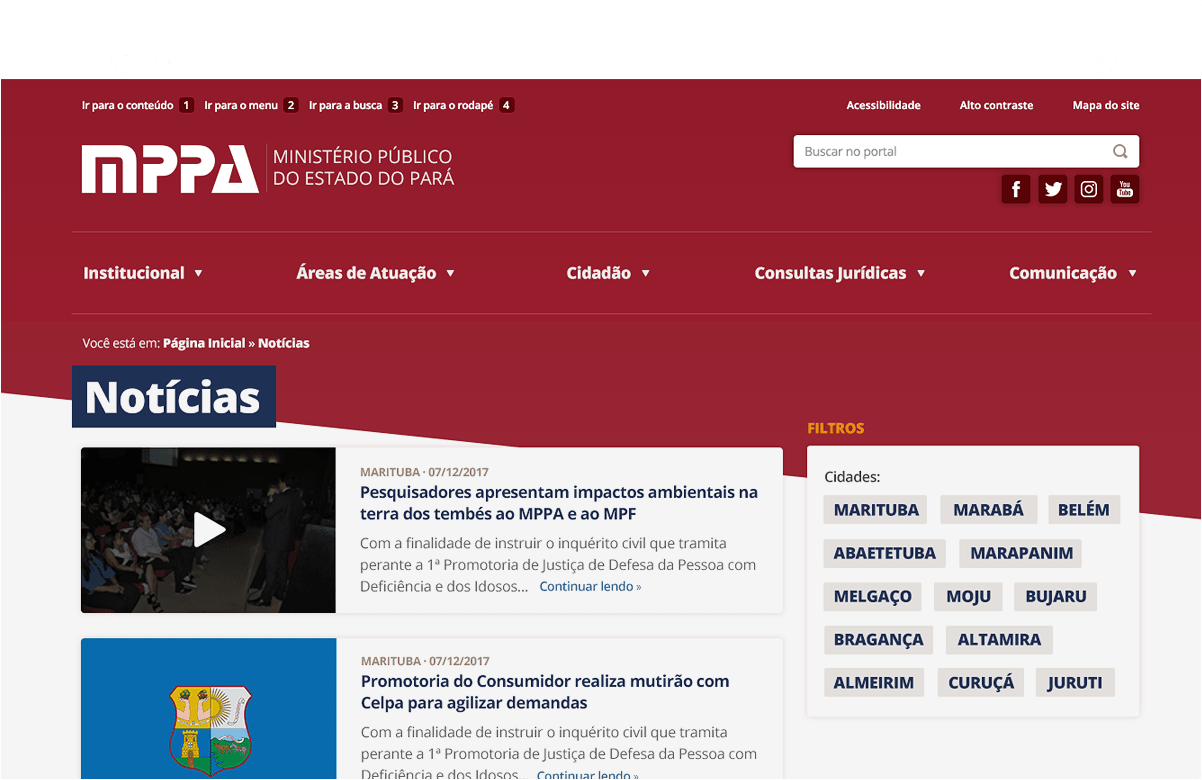 Ir para o conteúdo 1 Ir para o menu 2 Ir para a busca 3 Ir para o rodapé 4
Acessibilidade Alto contraste Mapa do site
MPPA
MINISTÉRIO PÚBLICO
DO ESTADO DO PARÁ
Buscar no portal
You
Tube
Institucional Áreas de Atuação Cidadão Consultas Jurídicas Comunicação
Você está em: Página Inicial » Notícias
Notícias
MARITUBA · 07/12/2017
Pesquisadores apresentam impactos ambientais na
terra dos tembés ao MPPA e ao MPF
Com a finalidade de instruir o inquérito civil que tramita
perante a 1ª Promotoria de Justiça de Defesa da Pessoa com
Deficiência e dos Idosos... Continuar lendo »
MARITUBA · 07/12/2017
Promotoria do Consumidor realiza mutirão com
Celpa para agilizar demandas
Com a finalidade de instruir o inquérito civil que tramita
perante a 1ª Promotoria de Justiça de Defesa da Pessoa com
Deficiência e dos Idosos... Continuar lendo »
FILTROS
Cidades:
MARITUBA MARABÁ BELÉM
ABAETETUBA MARAPANIM
MELGAÇO MOJU BUJARU
BRAGANÇA ALTAMIRA
ALMEIRIM CURUÇÁ JURUTI